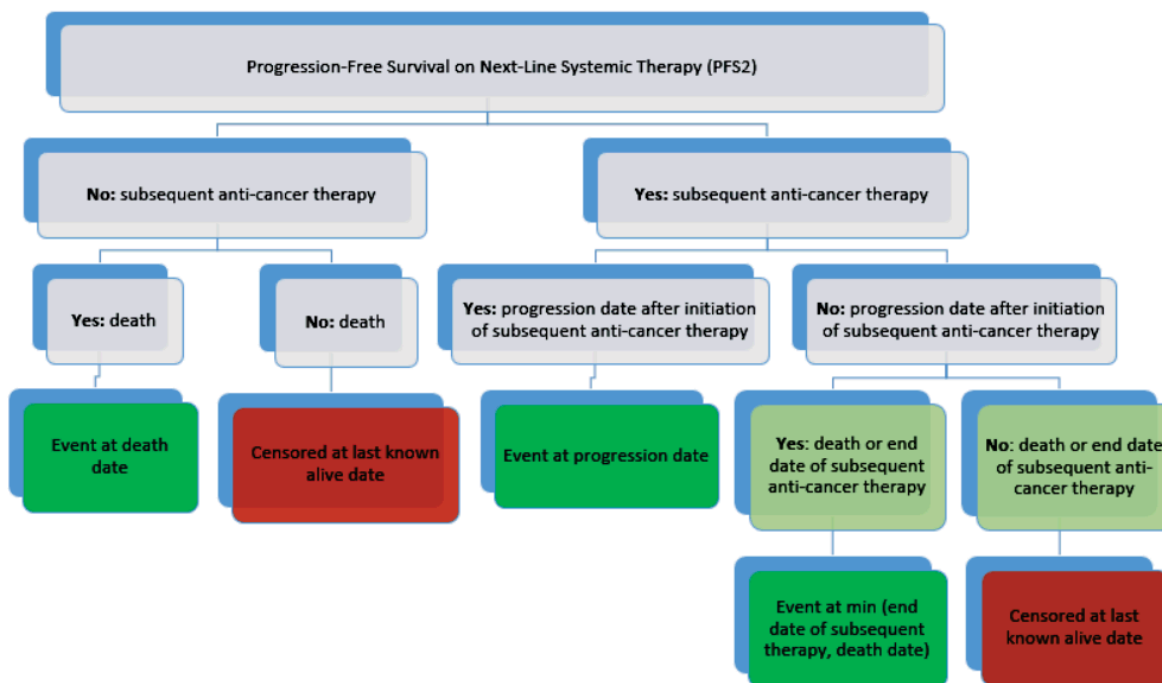 Progression-Free Survival on Next-Line Systemic Therapy (PFS2)
No: subsequent anti-cancer therapy
Yes: subsequent anti-cancer therapy
Yes: death
No: death
Yes: progression date after initiation
of subsequent anti-cancer therapy
No: progression date after initiation
of subsequent anti-cancer therapy
Event at death
date
Censored at last known
alive date
Event at progression date
Yes: death or end
date of subsequent
anti-cancer therapy
No: death or end date
of subsequent anti-
cancer therapy
Event at min (end
date of subsequent
therapy, death date)
Censored at last
known alive date